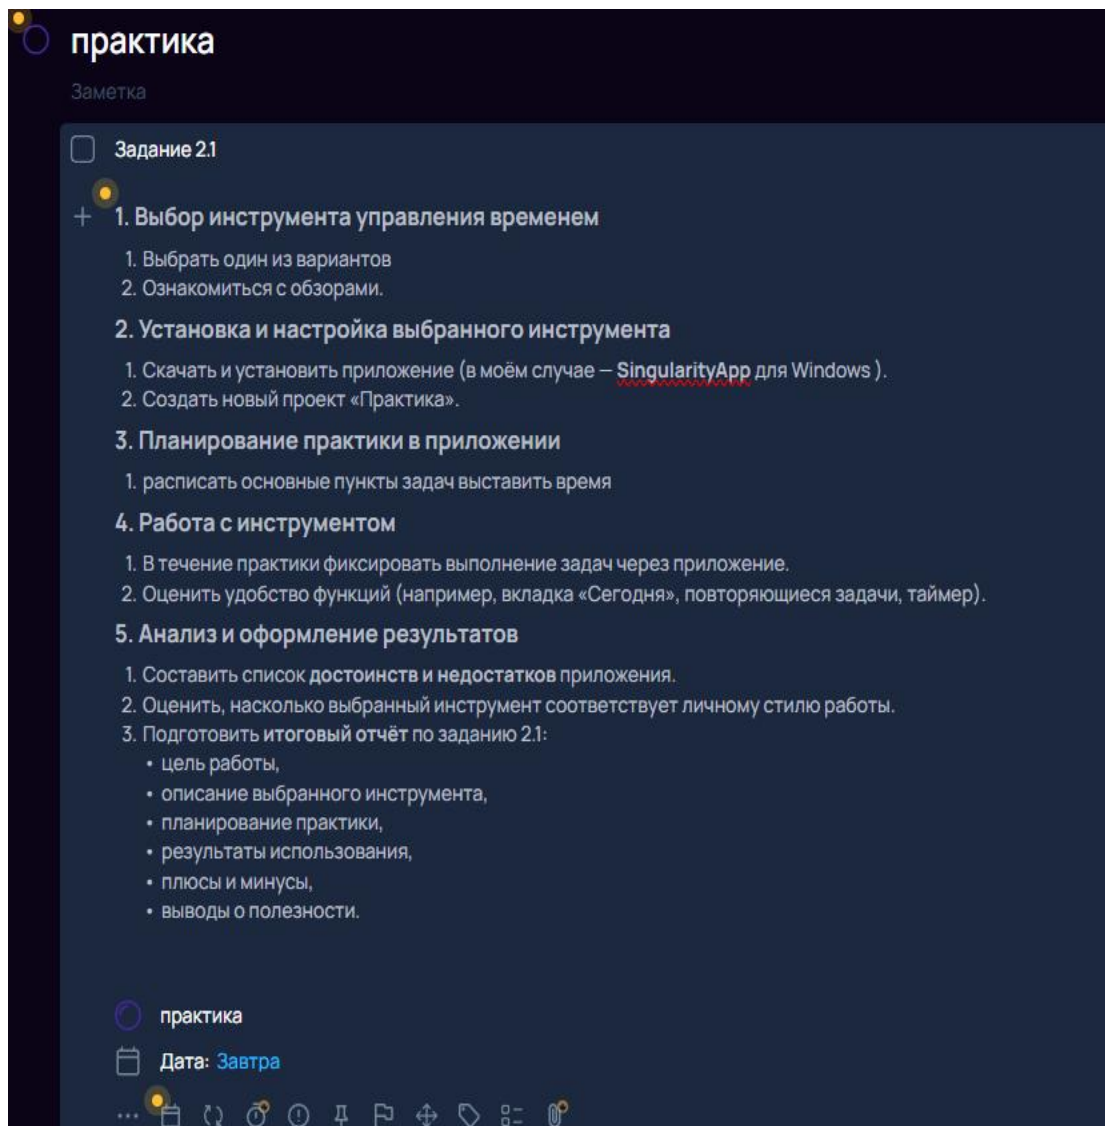 практика
Заметка
Задание 2.1
1. Выбор инструмента управления временем
1. Выбрать один из вариантов
2. Ознакомиться с обзорами.
2. Установка и настройка выбранного инструмента
1. Скачать и установить приложение (в моём случае — SingularityApp для Windows ).
2. Создать новый проект «Практика».
3. Планирование практики в приложении
1. расписать основные пункты задач выставить время
4. Работа с инструментом
1. В течение практики фиксировать выполнение задач через приложение.
2. Оценить удобство функций (например, вкладка «Сегодня», повторяющиеся задачи, таймер).
5. Анализ и оформление результатов
1. Составить список достоинств и недостатков приложения.
2. Оценить, насколько выбранный инструмент соответствует личному стилю работы.
3. Подготовить итоговый отчёт по заданию 2.1:
• цель работы,
• описание выбранного инструмента,
• планирование практики,
• результаты использования,
• плюсы и минусы,
• выводы о полезности.
практика
Дата: Завтра